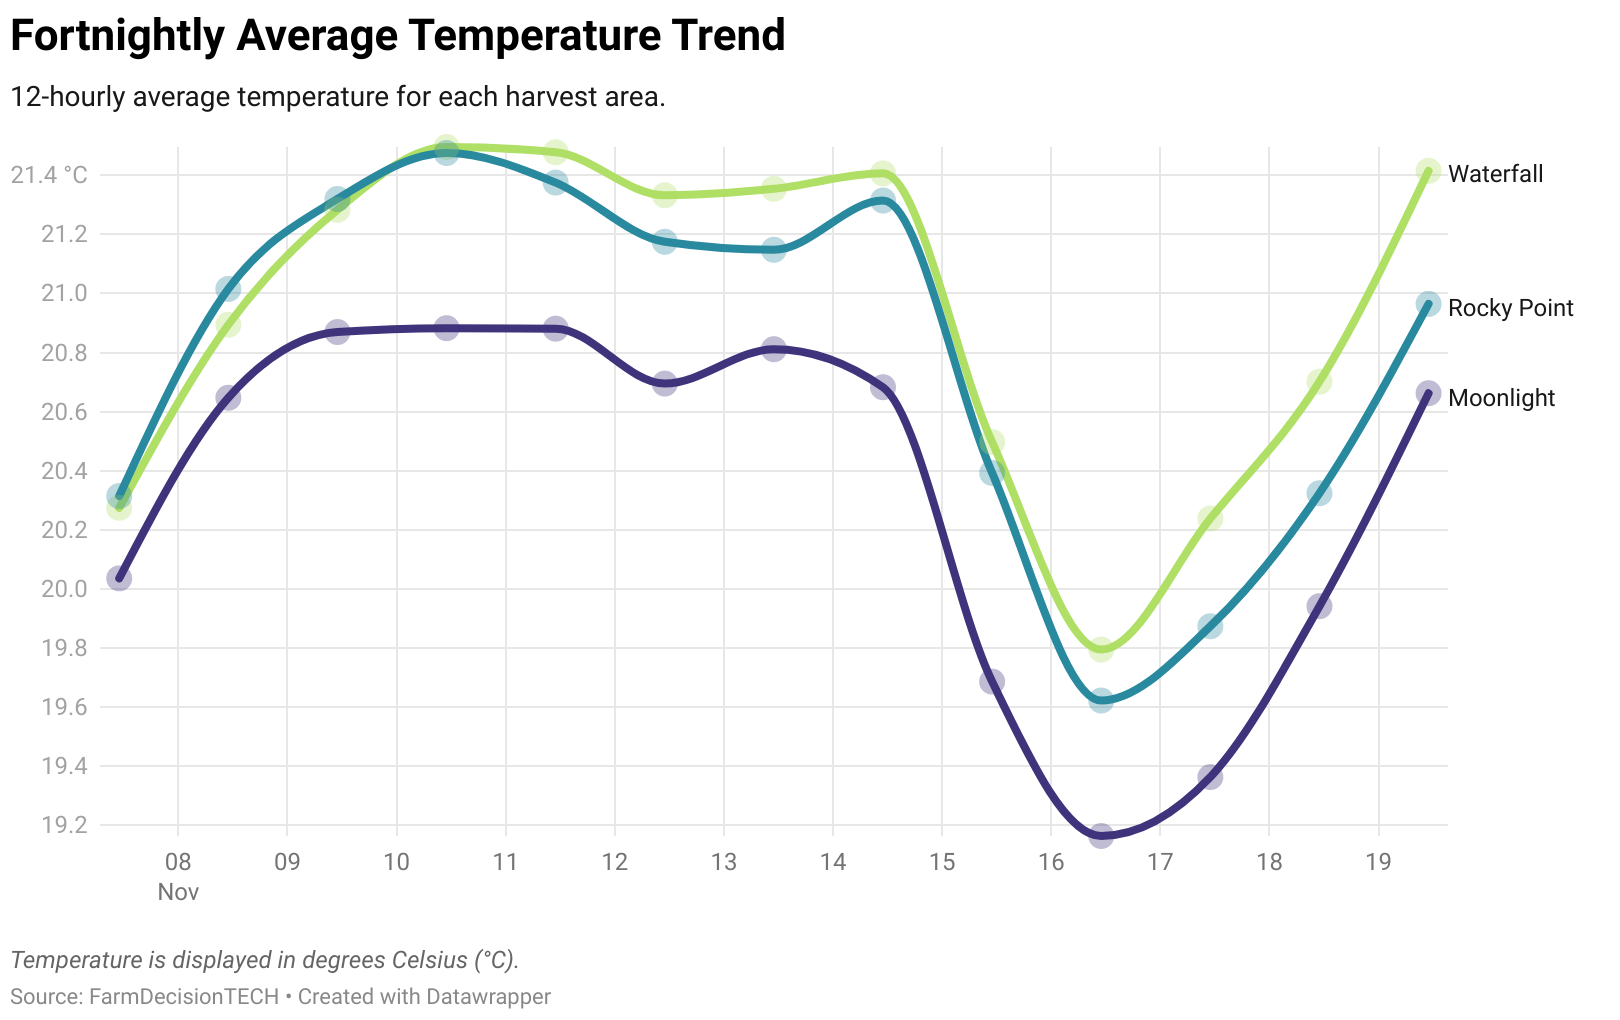 Fortnightly Average Temperature Trend
12-hourly average temperature for each harvest area.
21.4 °C
21.2
21.0
20.8
20.6
20.4
20.2
20.0
19.8
19.6
19.4
19.2
Waterfall
Rocky Point
Moonlight
08 09 10 11 12 13 14 15 16 17 18 19
Nov
Temperature is displayed in degrees Celsius (°C).
Source: FarmDecisionTECH • Created with Datawrapper